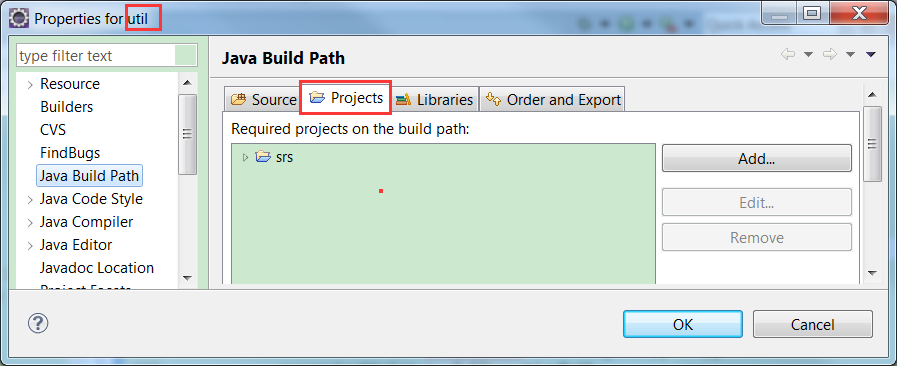 Properties for util
type filter text
Resource
Builders
CVS
FindBugs
Java Build Path
Java Code Style
Java Compiler
Java Editor
Javadoc Location
Project Facets
Java Build Path
Source
Projects
Libraries
Order and Export
Required projects on the build path:
srs
Add...
Edit...
Remove
?
OK
Cancel